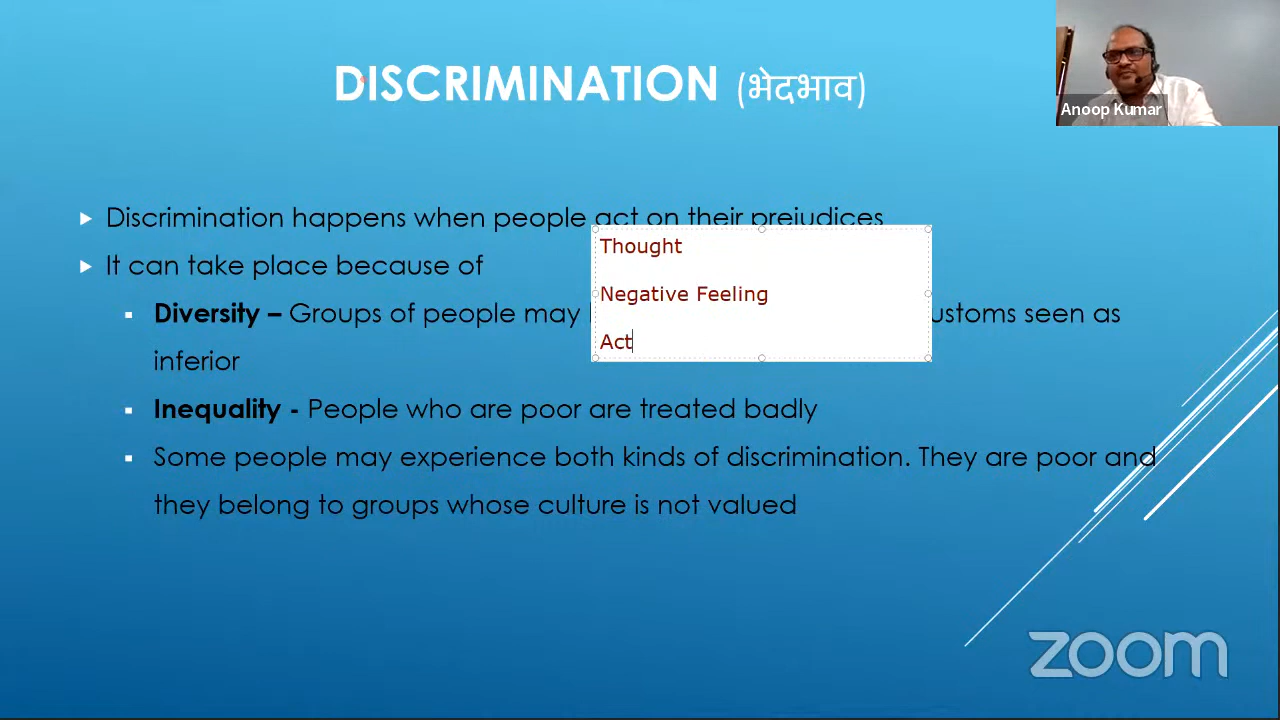 DISCRIMINATION (भेदभाव)
Anoop Kumar
Discrimination happens when people act on their prejudices
It can take place because of
Thought
Negative Feeling
Act
Diversity – Groups of people may
ustoms seen as
inferior
Inequality - People who are poor are treated badly
Some people may experience both kinds of discrimination. They are poor and
they belong to groups whose culture is not valued
zoom